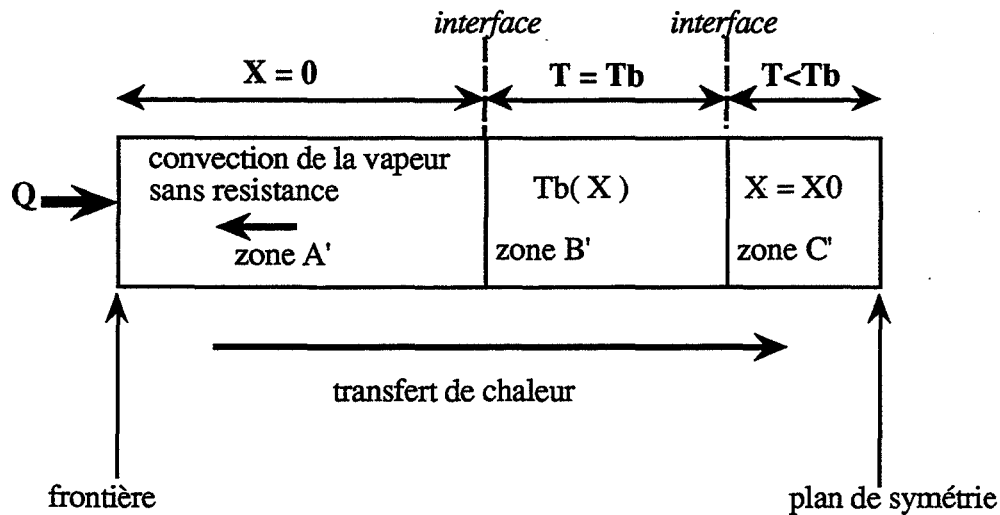 interface
interface
X = 0
T = Tb
T<Tb
convection de la vapeur
sans resistance
Q
Tb( X )
X = X0
zone A'
zone B'
zone C'
transfert de chaleur
frontière
plan de symétrie